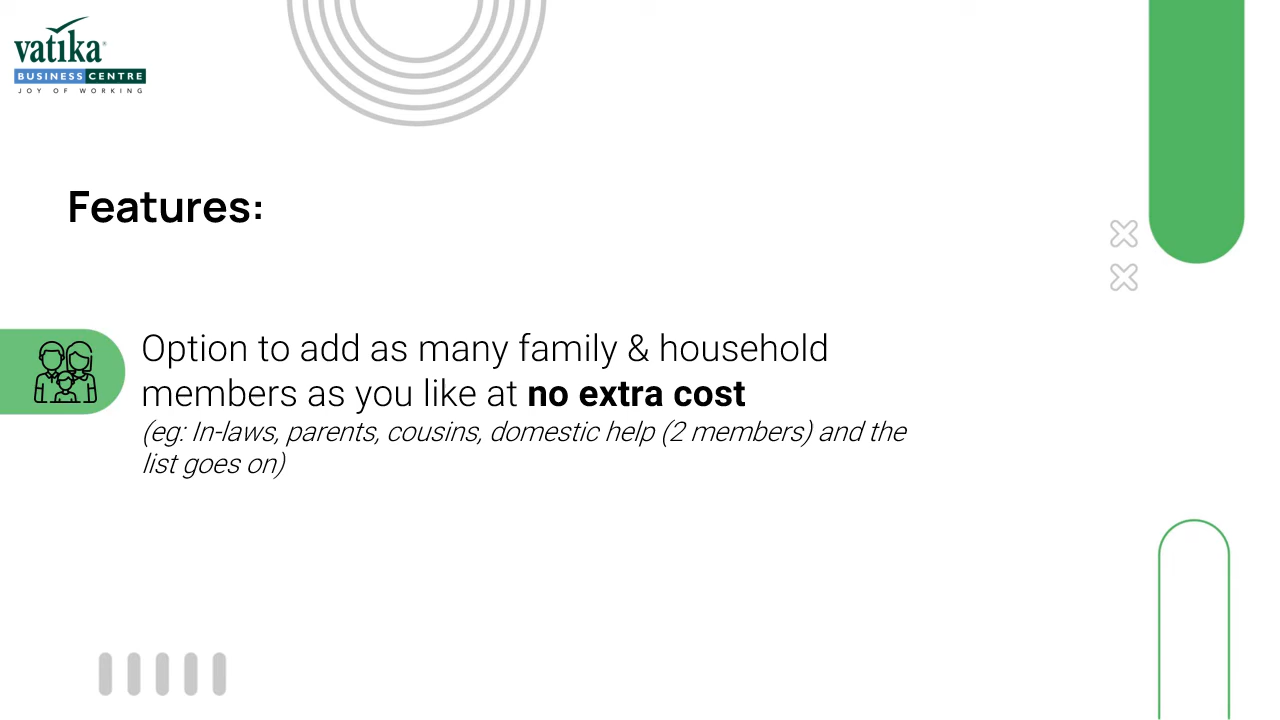 vatika
BUSINESS CENTRE
JOY OF WORKING
Features:
Option to add as many family & household
members as you like at no extra cost
(eg: In-laws, parents, cousins, domestic help (2 members) and the
list goes on)